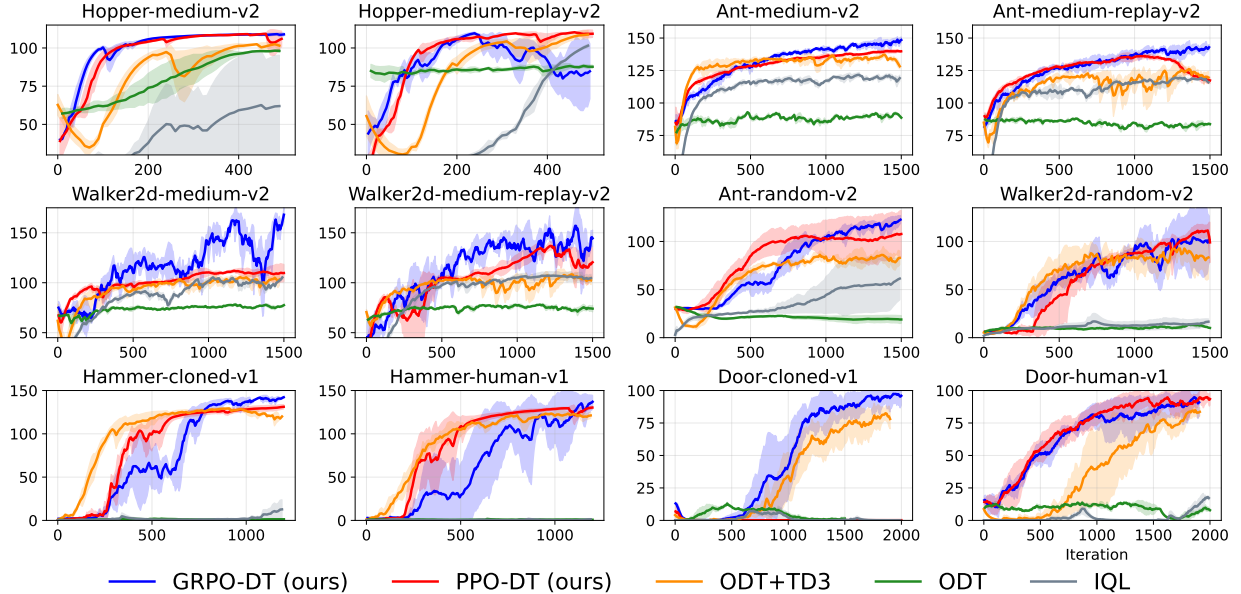 Hopper-medium-v2 Hopper-medium-replay-v2 Ant-medium-v2 Ant-medium-replay-v2
100 100 150 150
75 75 125 125
50 50 100 100
75 75
0 200 400 0 200 400 0 500 1000 1500 0 500 1000 1500
Walker2d-medium-v2 Walker2d-medium-replay-v2 Ant-random-v2 Walker2d-random-v2
150 150 100 100
100 100 50 50
50 50 0 0
0 500 1000 1500 0 500 1000 1500 0 500 1000 1500 0 500 1000 1500
Hammer-cloned-v1 Hammer-human-v1 Door-cloned-v1 Door-human-v1
150 150 100 100
100 100 75 75
50 50 50 50
25 25
0 0 0 0
0 500 1000 0 500 1000 0 500 1000 1500 2000 0 500 1000 1500 2000
Iteration
GRPO-DT (ours) PPO-DT (ours) ODT+TD3 ODT IQL